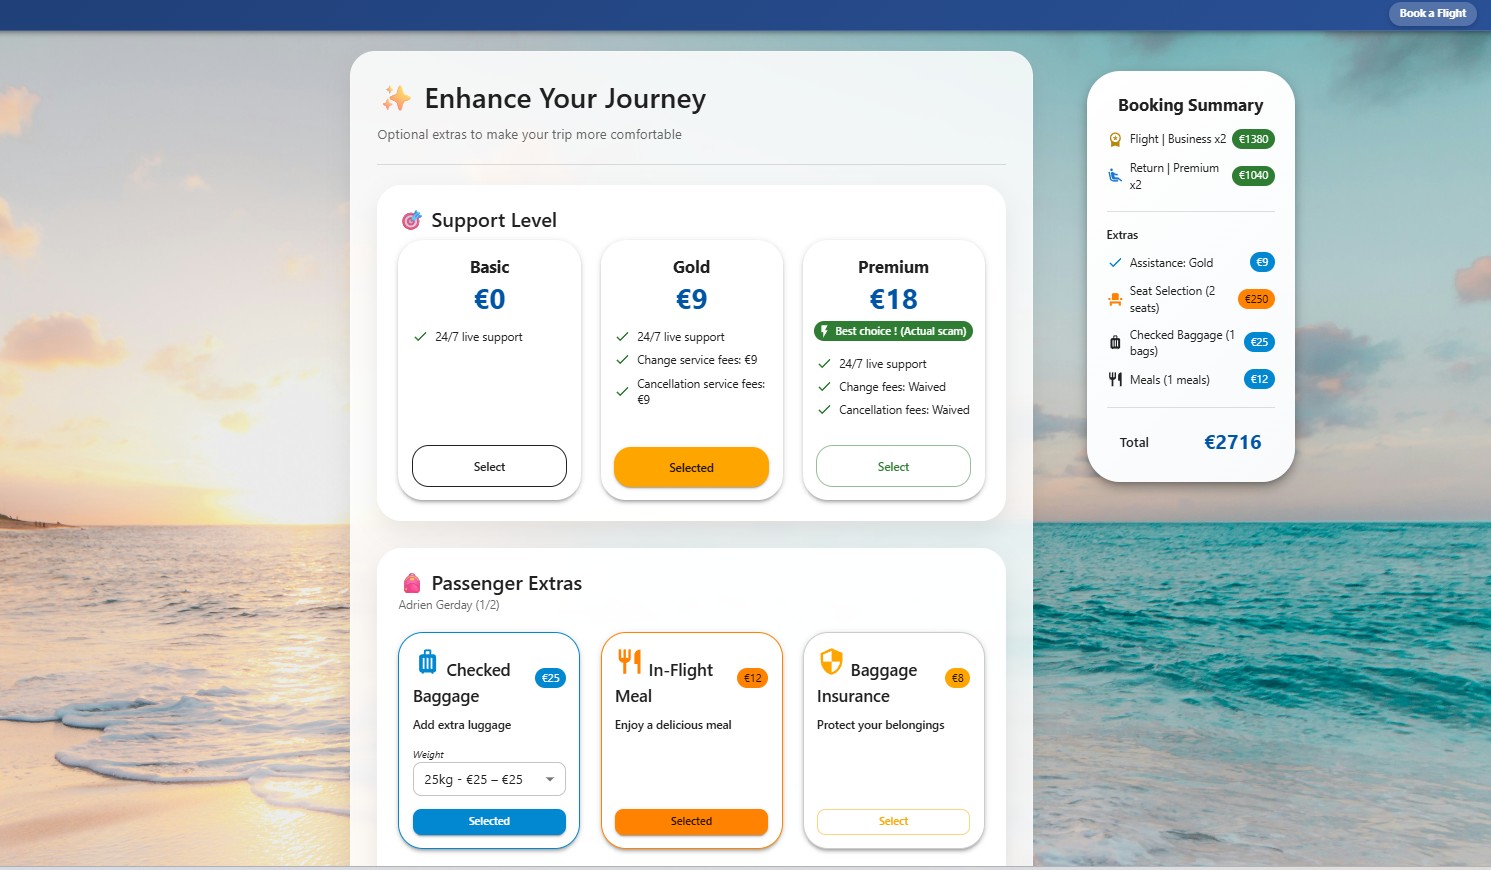 Book a Flight
Enhance Your Journey
Optional extras to make your trip more comfortable
Support Level
Basic
€0
24/7 live support
Select
Gold
€9
24/7 live support
Change service fees: €9
Cancellation service fees:
€9
Selected
Premium
€18
Best choice ! (Actual scam)
24/7 live support
Change fees: Waived
Cancellation fees: Waived
Select
Passenger Extras
Adrien Gerday (1/2)
Checked
Baggage
€25
Add extra luggage
Weight
25kg - €25 – €25
Selected
In-Flight
Meal
€12
Enjoy a delicious meal
Selected
Baggage
Insurance
€8
Protect your belongings
Select
Booking Summary
Flight | Business x2 €1380
Return | Premium
x2
€1040
Extras
Assistance: Gold €9
Seat Selection (2
seats)
€250
Checked Baggage (1
bags)
€25
Meals (1 meals) €12
Total €2716